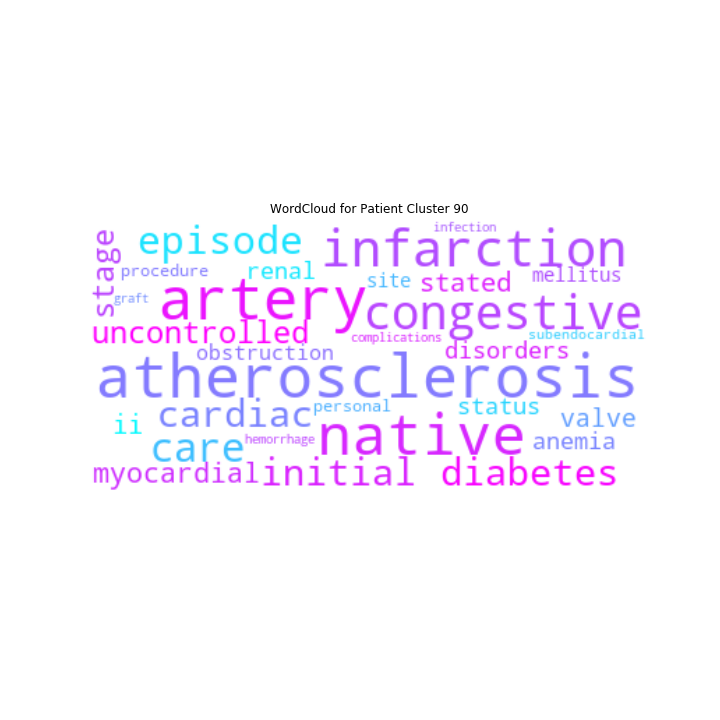 WordCloud for Patient Cluster 90
infection
episode
infarction
stage
procedure
renal
site
stated
mellitus
graft
artery
congestive
uncontrolled
complications
subendocardial
obstruction
disorders
atherosclerosis
cardiac
personal
status
ii
native
valve
care
hemorrhage
anemia
myocardial
initial
diabetes